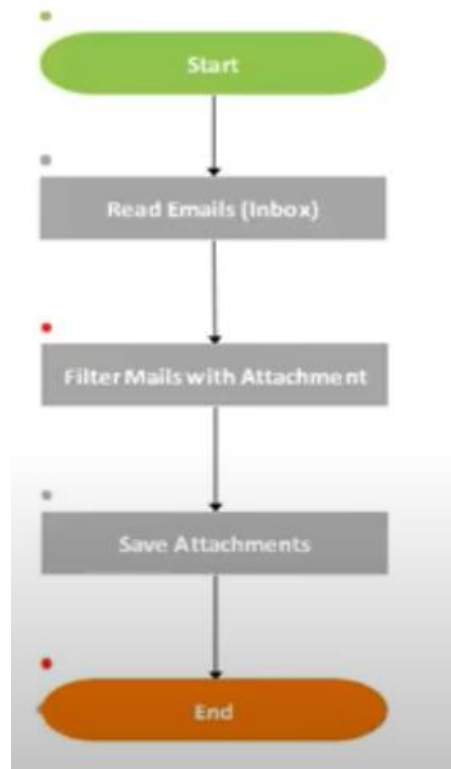 Start
Read Emails (Inbox)
Filter Mails with Attachment
Save Attachments
End